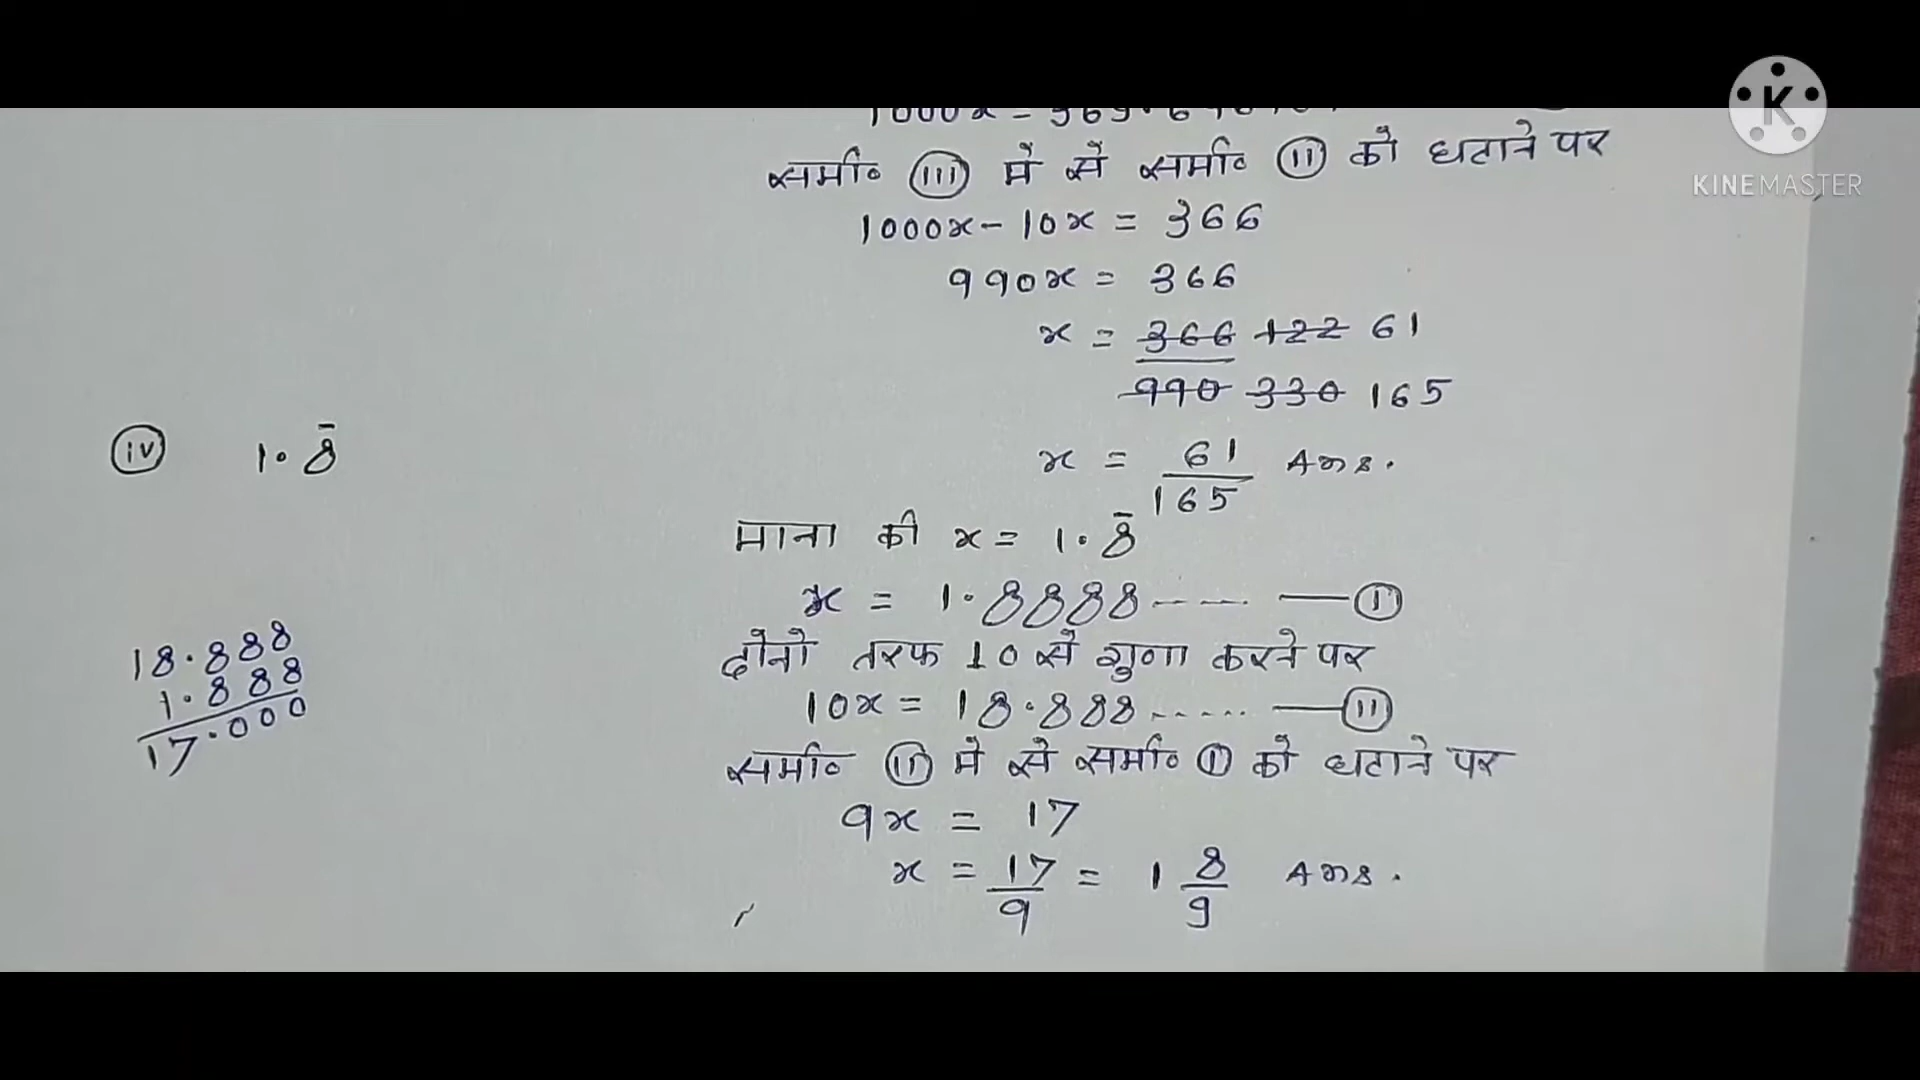 समी० (III) में से समी० (II) को घटाने पर
KINEMASTER
1000x - 10x = 366
990x = 366
x = 366 122 61
990 330 165
x = 61/165 Ans.
(iv) 1.8̄
माना की x = 1.8̄
x = 1.8888------ —(I)
दोनो तरफ 10 से गुणा करने पर
10x = 18.888...... —(II)
समी० (II) में से समी० (I) को घटाने पर
9x = 17
x = 17/9 = 1 8/9 Ans.
18.888
1.888
17.000